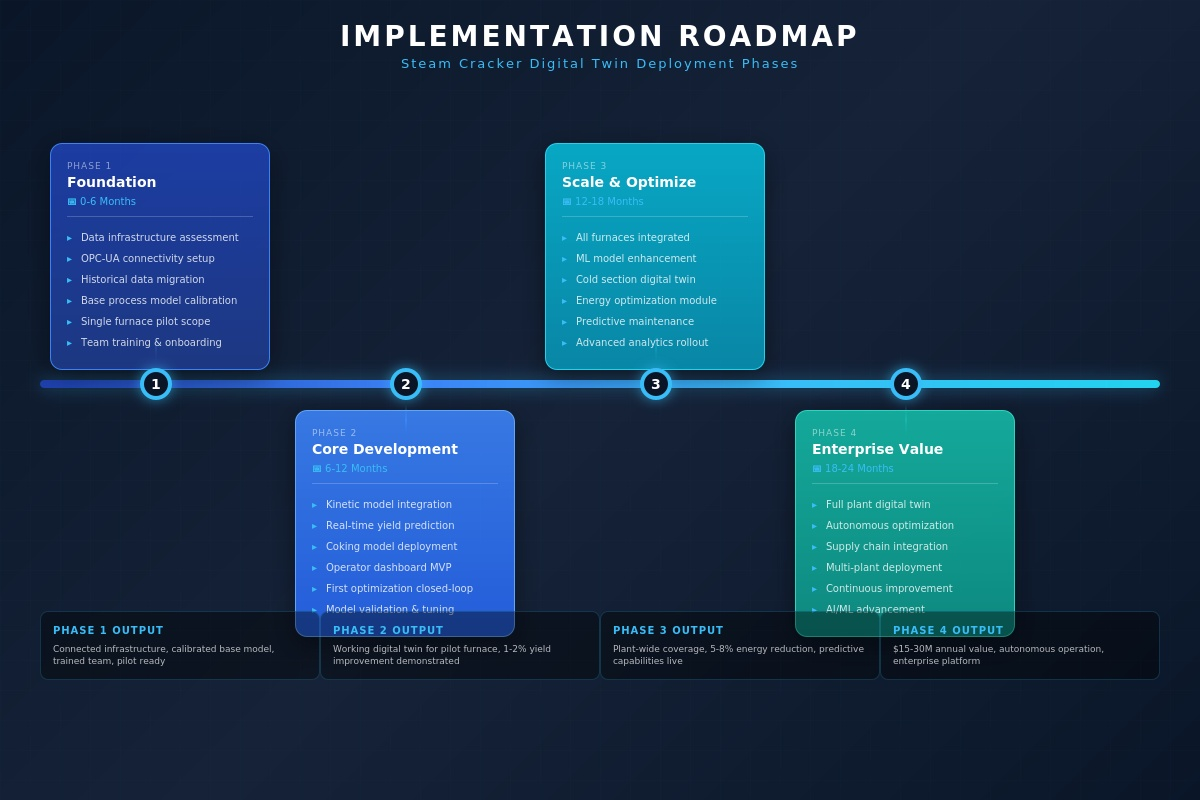 IMPLEMENTATION ROADMAP
Steam Cracker Digital Twin Deployment Phases
PHASE 1
Foundation
0-6 Months
Data infrastructure assessment
OPC-UA connectivity setup
Historical data migration
Base process model calibration
Single furnace pilot scope
Team training & onboarding
PHASE 3
Scale & Optimize
12-18 Months
All furnaces integrated
ML model enhancement
Cold section digital twin
Energy optimization module
Predictive maintenance
Advanced analytics rollout
1
2
3
4
PHASE 2
Core Development
6-12 Months
Kinetic model integration
Real-time yield prediction
Coking model deployment
Operator dashboard MVP
First optimization closed-loop
Model validation & tuning
PHASE 4
Enterprise Value
18-24 Months
Full plant digital twin
Autonomous optimization
Supply chain integration
Multi-plant deployment
Continuous improvement
AI/ML advancement
PHASE 1 OUTPUT
Connected infrastructure, calibrated base model,
trained team, pilot ready
PHASE 2 OUTPUT
Working digital twin for pilot furnace, 1-2% yield
improvement demonstrated
PHASE 3 OUTPUT
Plant-wide coverage, 5-8% energy reduction, predictive
capabilities live
PHASE 4 OUTPUT
$15-30M annual value, autonomous operation,
enterprise platform